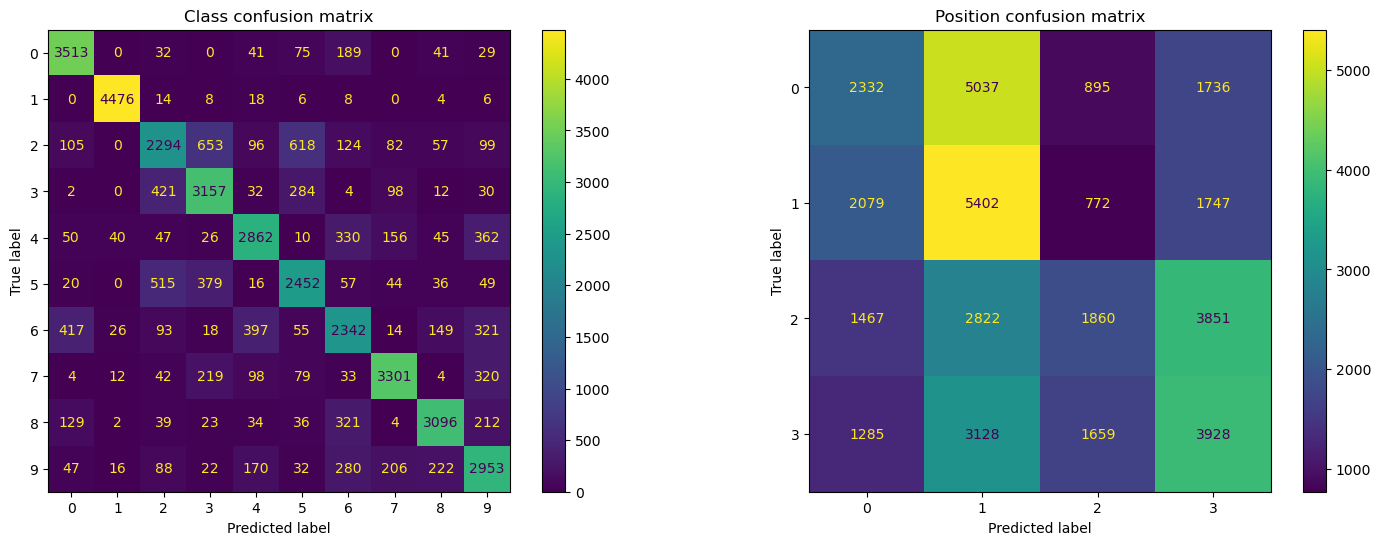 Class confusion matrix
0 3513 0 32 0 41 75 189 0 41 29
1 0 4476 14 8 18 6 8 0 4 6
2 105 0 2294 653 96 618 124 82 57 99
3 2 0 421 3157 32 284 4 98 12 30
4 50 40 47 26 2862 10 330 156 45 362
5 20 0 515 379 16 2452 57 44 36 49
6 417 26 93 18 397 55 2342 14 149 321
7 4 12 42 219 98 79 33 3301 4 320
8 129 2 39 23 34 36 321 4 3096 212
9 47 16 88 22 170 32 280 206 222 2953
0 1 2 3 4 5 6 7 8 9
Predicted label
True label
4000
3500
3000
2500
2000
1500
1000
500
0
Position confusion matrix
0 2332 5037 895 1736
1 2079 5402 772 1747
2 1467 2822 1860 3851
3 1285 3128 1659 3928
0 1 2 3
Predicted label
True label
5000
4000
3000
2000
1000